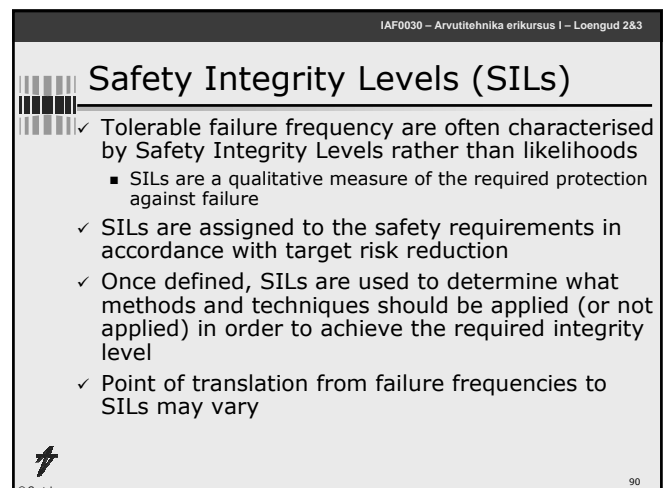 IAF0030 – Arvutitehnika erikursus I – Loengud 2&3
Safety Integrity Levels (SILs)
✓ Tolerable failure frequency are often characterised
by Safety Integrity Levels rather than likelihoods
▪ SILs are a qualitative measure of the required protection
against failure
✓ SILs are assigned to the safety requirements in
accordance with target risk reduction
✓ Once defined, SILs are used to determine what
methods and techniques should be applied (or not
applied) in order to achieve the required integrity
level
✓ Point of translation from failure frequencies to
SILs may vary
90